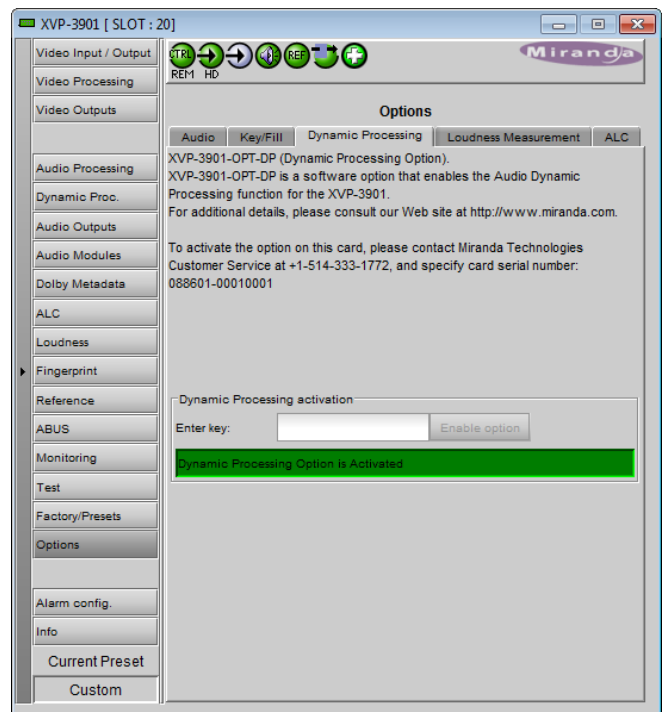 XVP-3901 [ SLOT : 20]
Video Input / Output
Video Processing
Video Outputs
Audio Processing
Dynamic Proc.
Audio Outputs
Audio Modules
Dolby Metadata
ALC
Loudness
Fingerprint
Reference
ABUS
Monitoring
Test
Factory/Presets
Options
Alarm config.
Info
Current Preset
Custom
CTRL REF
REM HD
Miranda
Options
Audio Key/Fill Dynamic Processing Loudness Measurement ALC
XVP-3901-OPT-DP (Dynamic Processing Option).
XVP-3901-OPT-DP is a software option that enables the Audio Dynamic
Processing function for the XVP-3901.
For additional details, please consult our Web site at http://www.miranda.com.
To activate the option on this card, please contact Miranda Technologies
Customer Service at +1-514-333-1772, and specify card serial number:
088601-00010001
Dynamic Processing activation
Enter key: Enable option
Dynamic Processing Option is Activated